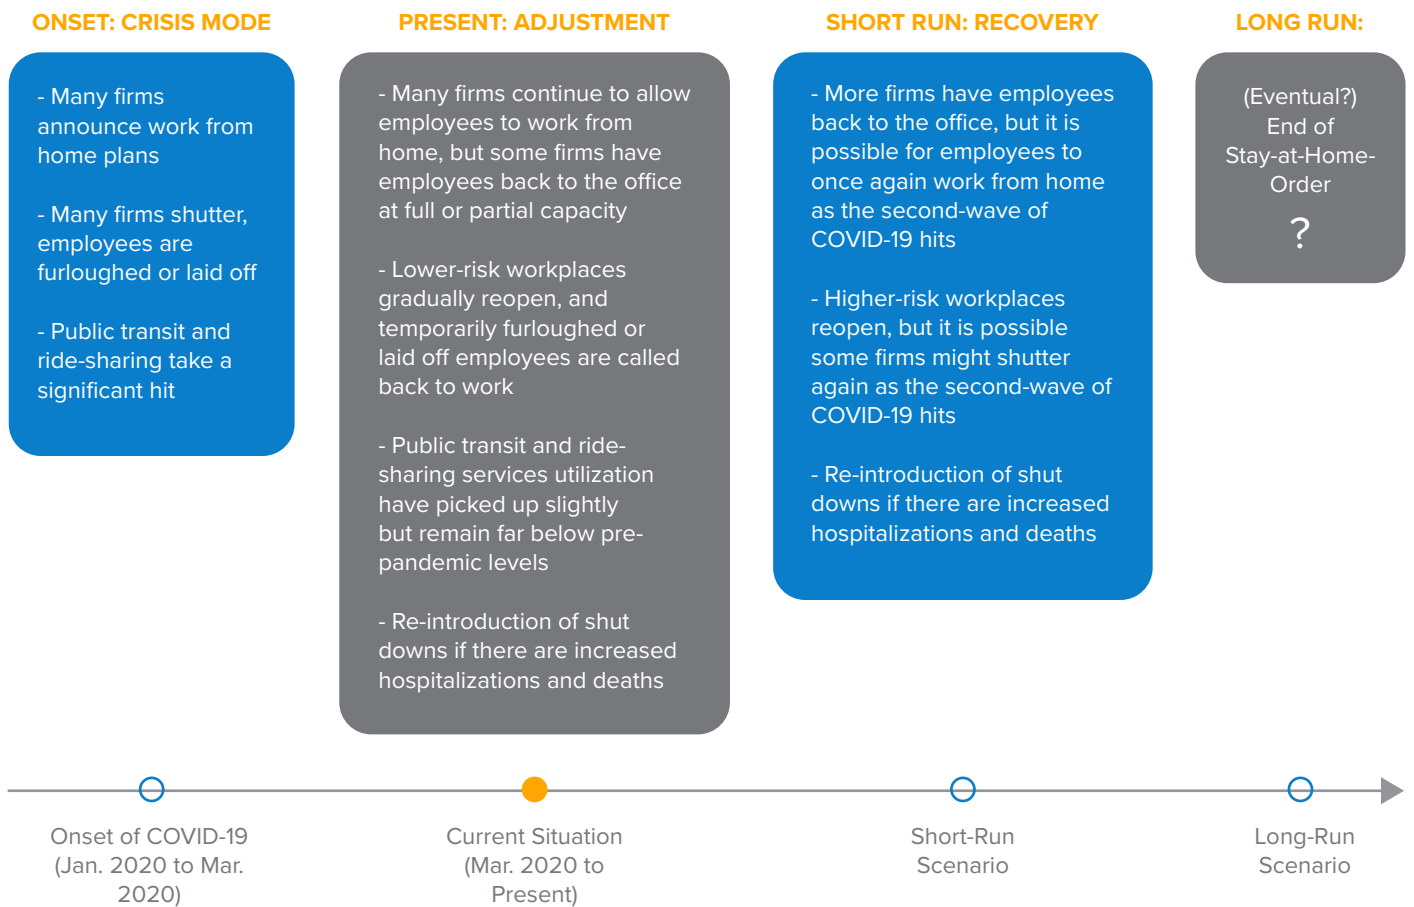 ONSET: CRISIS MODE
- Many firms
announce work from
home plans
- Many firms shutter,
employees are
furloughed or laid off
- Public transit and
ride-sharing take a
significant hit
PRESENT: ADJUSTMENT
- Many firms continue to allow
employees to work from
home, but some firms have
employees back to the office
at full or partial capacity
- Lower-risk workplaces
gradually reopen, and
temporarily furloughed or
laid off employees are called
back to work
- Public transit and ride-
sharing services utilization
have picked up slightly
but remain far below pre-
pandemic levels
- Re-introduction of shut
downs if there are increased
hospitalizations and deaths
SHORT RUN: RECOVERY
- More firms have employees
back to the office, but it is
possible for employees to
once again work from home
as the second-wave of
COVID-19 hits
- Higher-risk workplaces
reopen, but it is possible
some firms might shutter
again as the second-wave of
COVID-19 hits
- Re-introduction of shut
downs if there are increased
hospitalizations and deaths
LONG RUN:
(Eventual?)
End of
Stay-at-Home-
Order
?
Onset of COVID-19
(Jan. 2020 to Mar.
2020)
Current Situation
(Mar. 2020 to
Present)
Short-Run
Scenario
Long-Run
Scenario